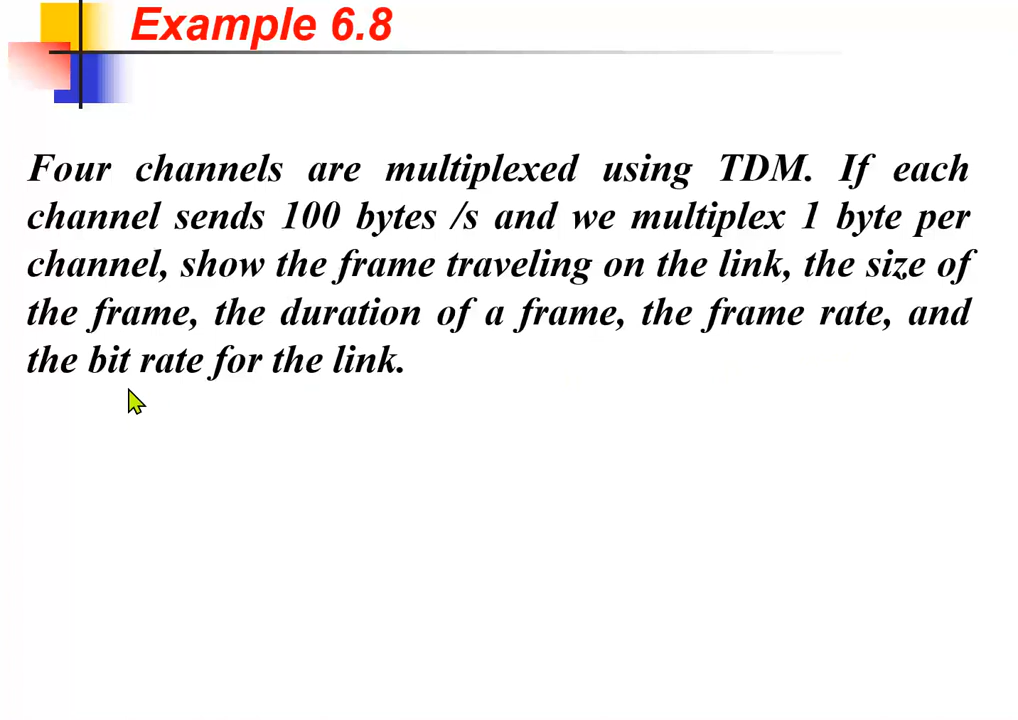 Example 6.8
Four channels are multiplexed using TDM. If each
channel sends 100 bytes /s and we multiplex 1 byte per
channel, show the frame traveling on the link, the size of
the frame, the duration of a frame, the frame rate, and
the bit rate for the link.